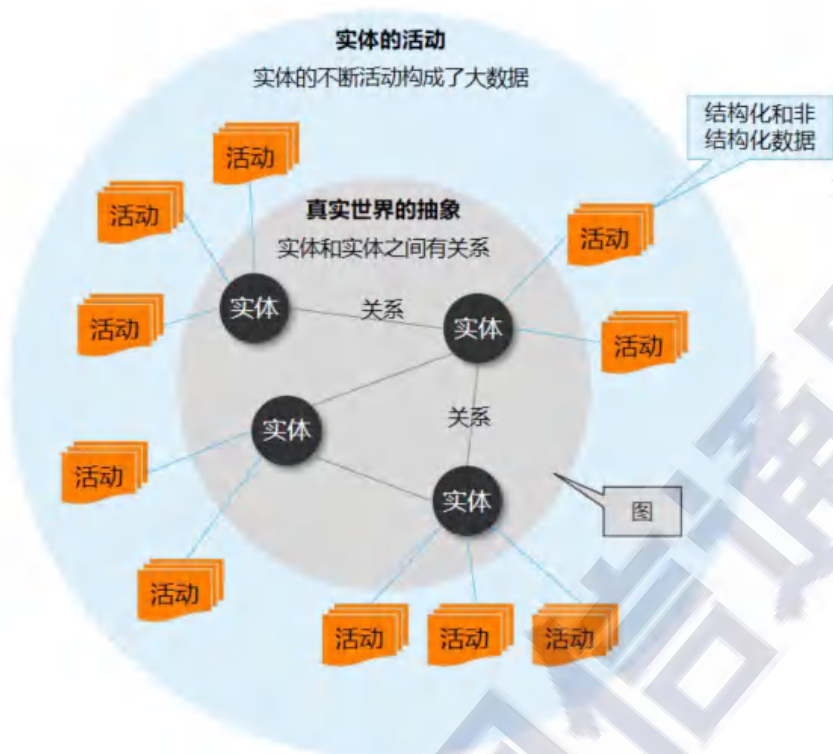 实体的活动
实体的不断活动构成了大数据
结构化和非
结构化数据
活动
活动
真实世界的抽象
实体和实体之间有关系
活动
活动
实体
关系
实体
活动
实体
关系
活动
实体
图
活动
活动
活动
活动